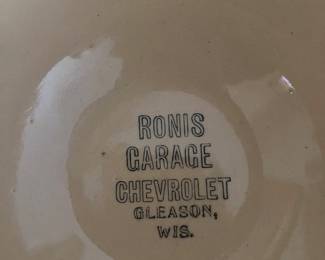 RONIS
GARAGE
CHEVROLET
GLEASON,
WIS.